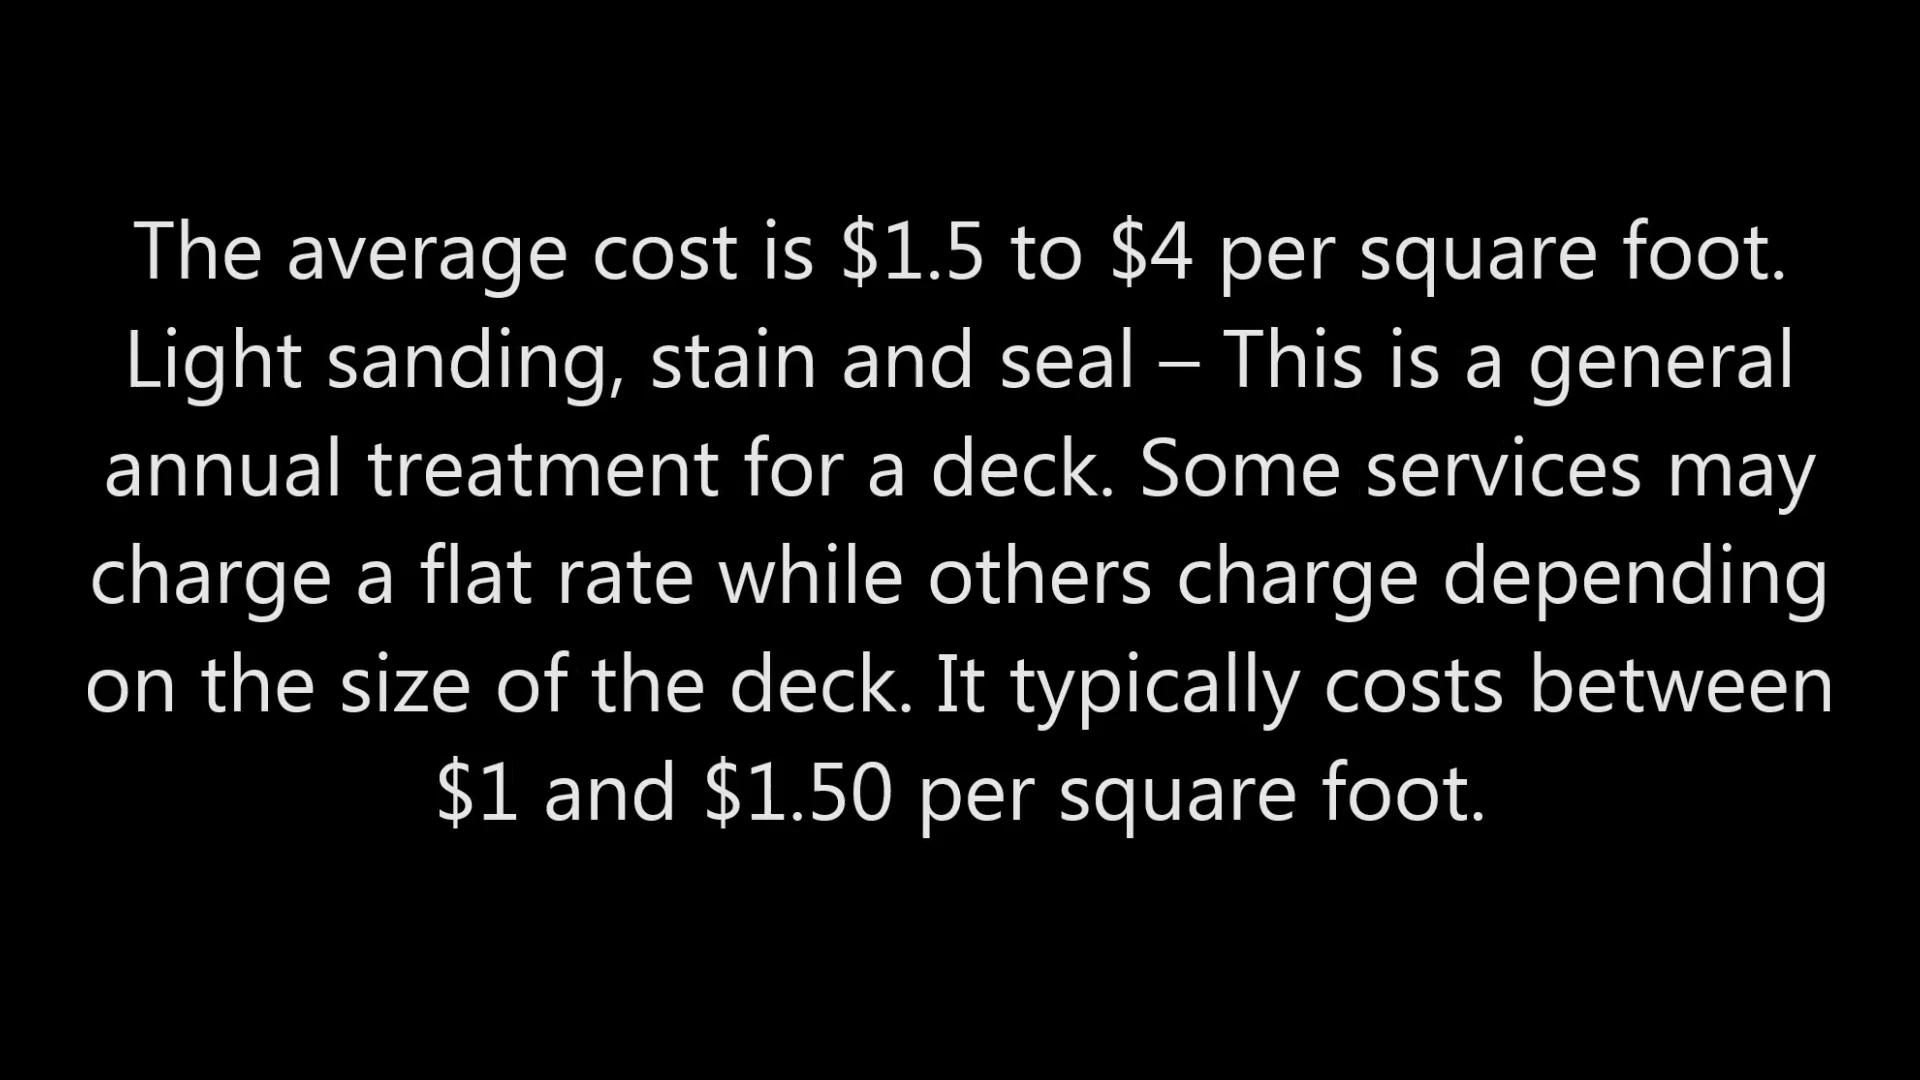 The average cost is $1.5 to $4 per square foot.
Light sanding, stain and seal – This is a general
annual treatment for a deck. Some services may
charge a flat rate while others charge depending
on the size of the deck. It typically costs between
$1 and $1.50 per square foot.